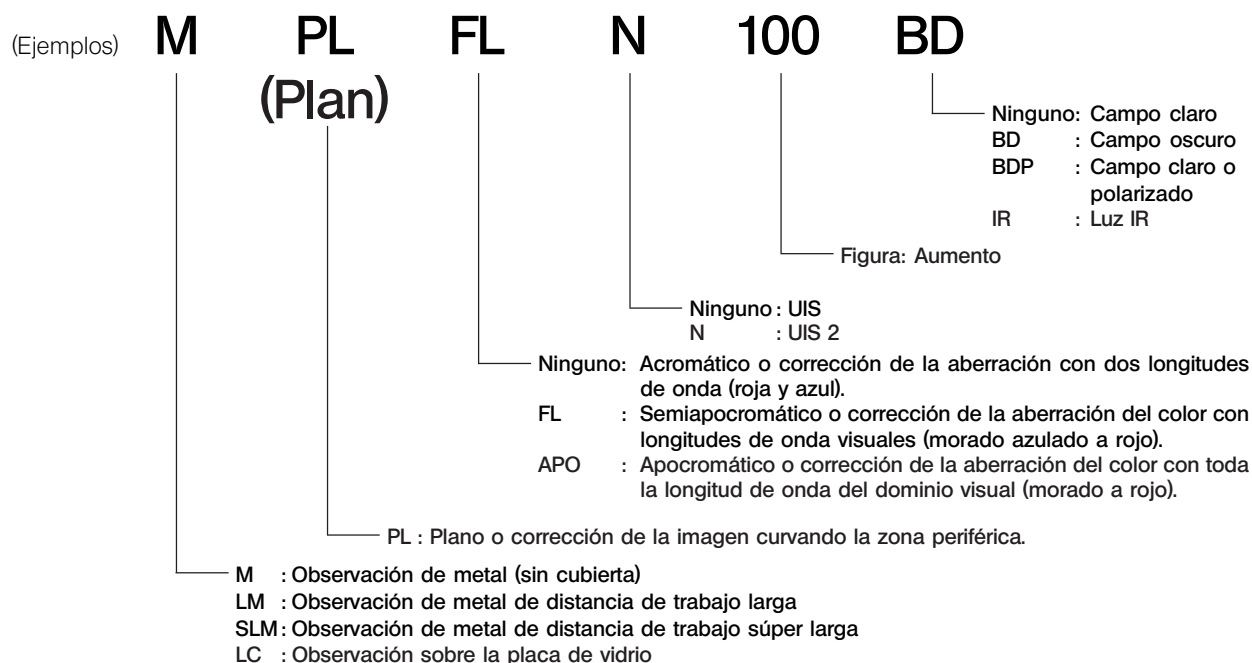 (Ejemplos) M PL FL N 100 BD
(Plan)
Ninguno: Campo claro
BD : Campo oscuro
BDP : Campo claro o
polarizado
IR : Luz IR
Figura: Aumento
Ninguno : UIS
N : UIS 2
Ninguno: Acromático o corrección de la aberración con dos longitudes
de onda (roja y azul).
FL : Semiapocromático o corrección de la aberración del color con
longitudes de onda visuales (morado azulado a rojo).
APO : Apocromático o corrección de la aberración del color con toda
la longitud de onda del dominio visual (morado a rojo).
PL : Plano o corrección de la imagen curvando la zona periférica.
M : Observación de metal (sin cubierta)
LM : Observación de metal de distancia de trabajo larga
SLM : Observación de metal de distancia de trabajo súper larga
LC : Observación sobre la placa de vidrio